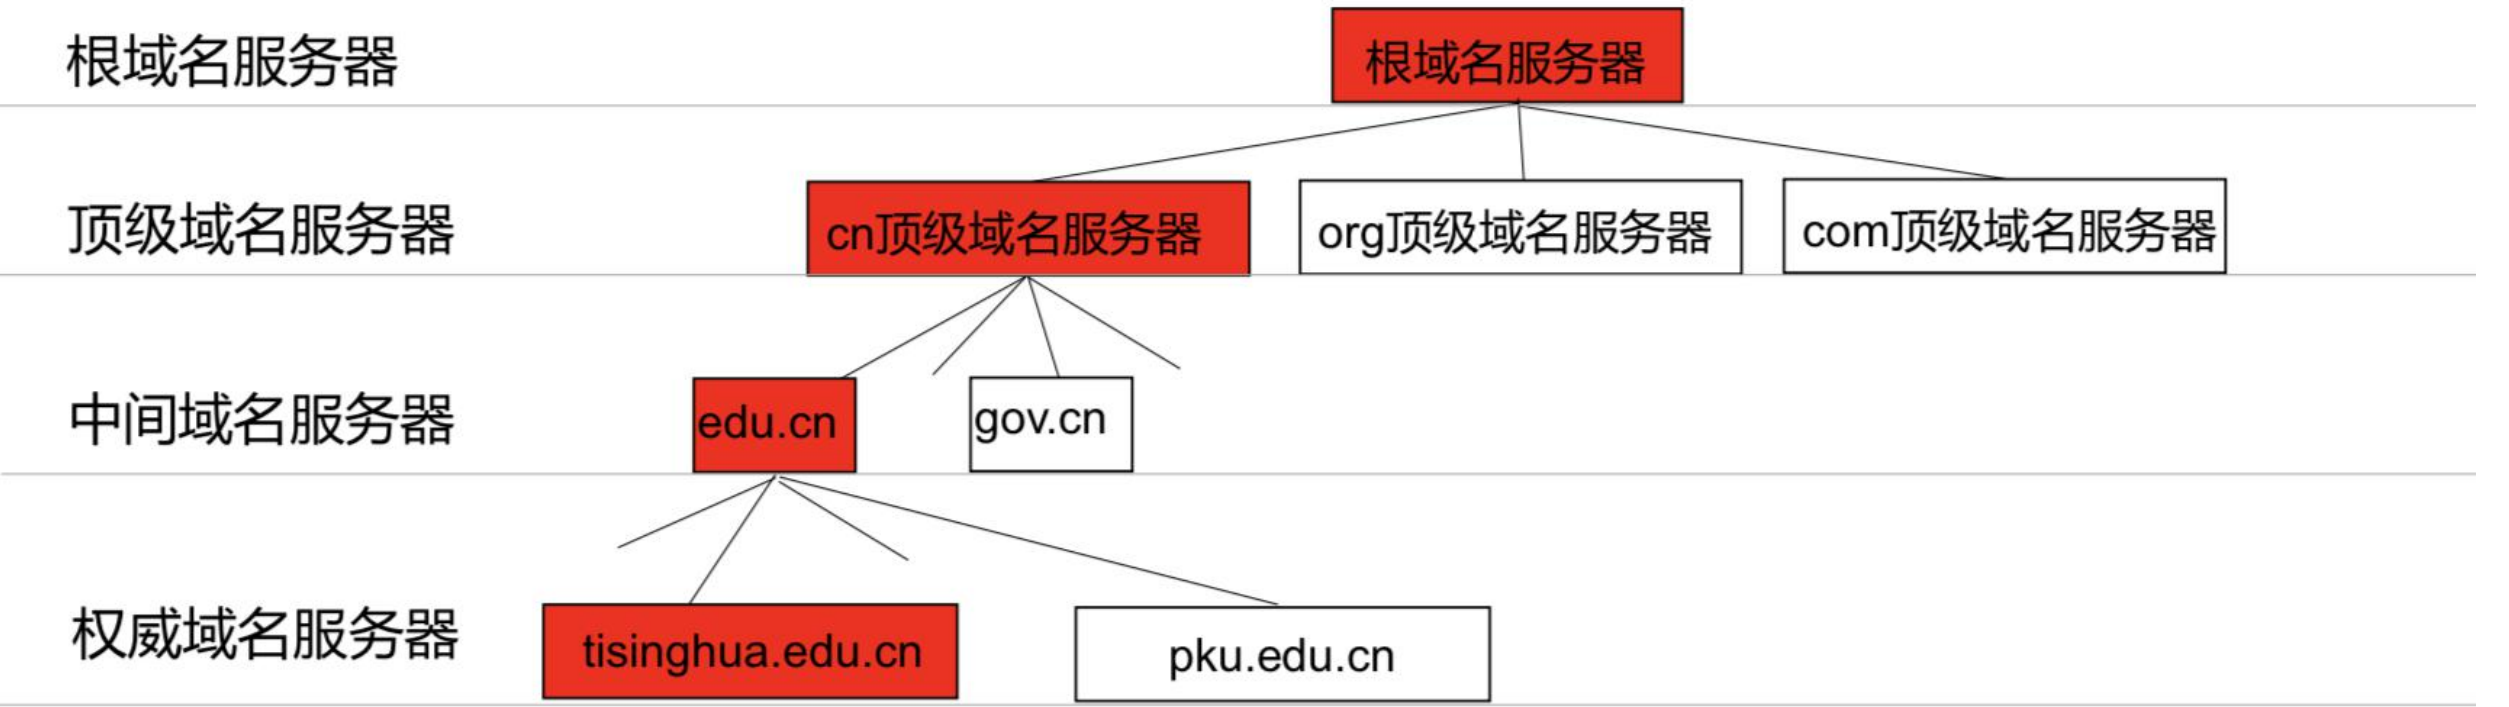 根域名服务器
根域名服务器
顶级域名服务器
cn顶级域名服务器
org顶级域名服务器
com顶级域名服务器
中间域名服务器
edu.cn
gov.cn
权威域名服务器
tisinghua.edu.cn
pku.edu.cn